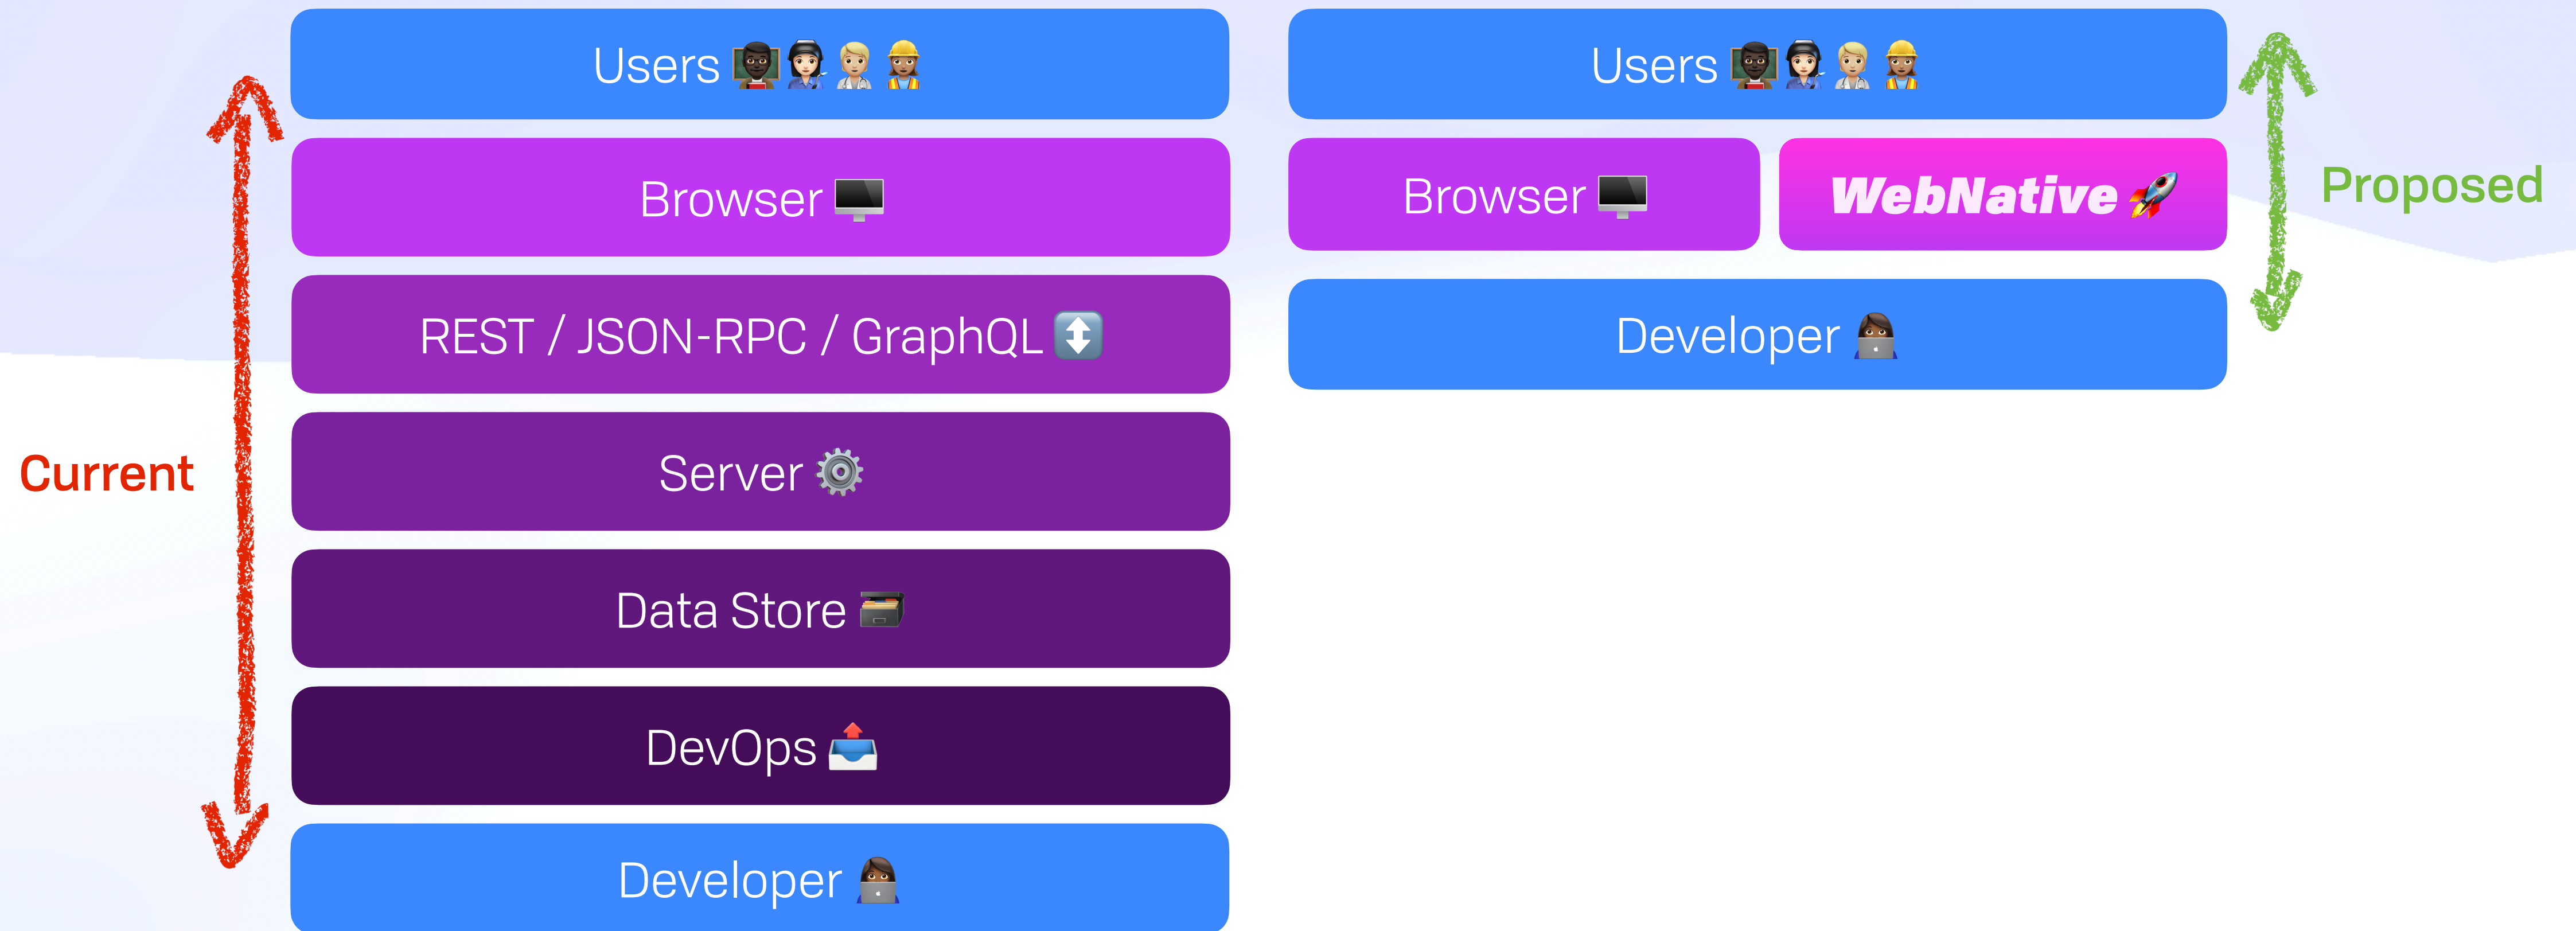 Current
Users
Browser
REST / JSON-RPC / GraphQL
Server
Data Store
DevOps
Developer
Users
Browser
WebNative
Developer
Proposed